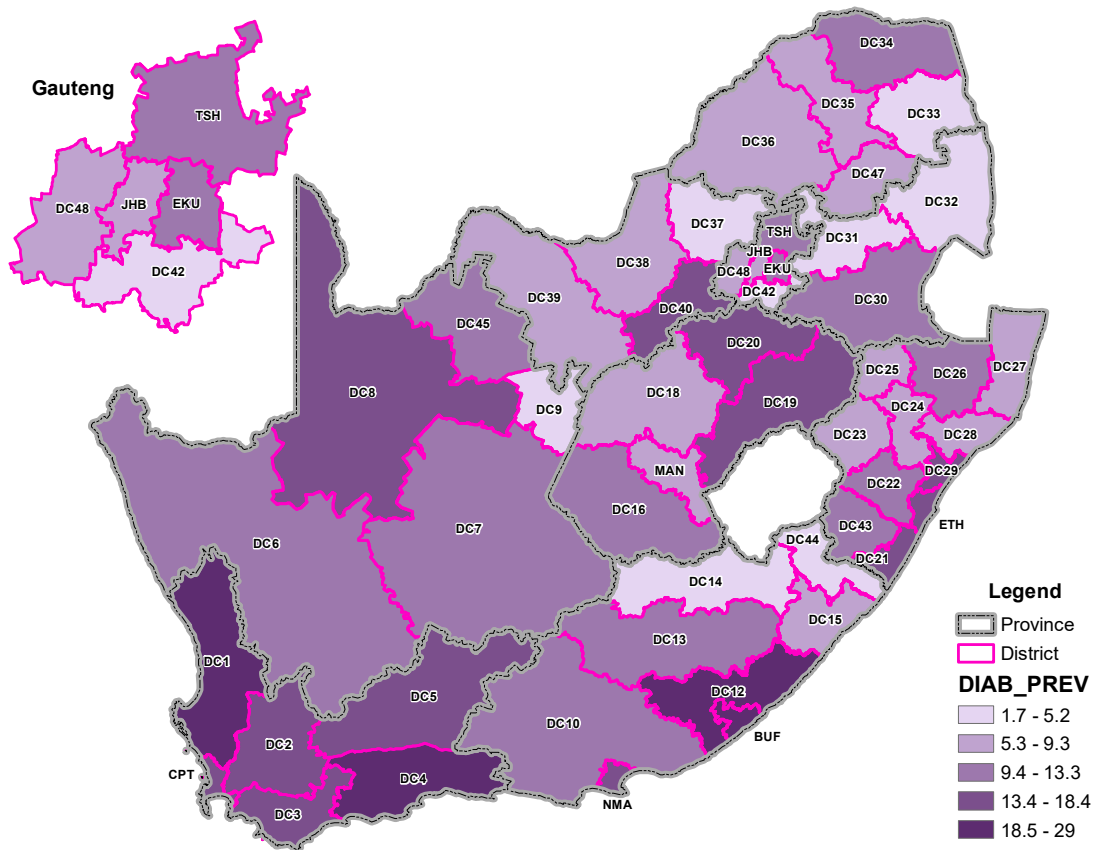 Gauteng
TSH
DC48
JHB
EKU
DC42
DC34
DC35
DC33
DC36
DC47
DC32
DC37
TSH
DC31
JHB
DC48
EKU
DC42
DC38
DC39
DC40
DC30
DC45
DC20
DC8
DC9
DC18
DC19
DC25
DC26
DC27
DC24
DC23
DC28
MAN
DC29
DC22
DC16
ETH
DC7
DC43
DC6
DC44
DC21
DC14
DC15
DC13
DC1
DC12
DC5
DC10
DC2
BUF
CPT
DC4
NMA
DC3
Legend
Province
District
DIAB_PREV
1.7 - 5.2
5.3 - 9.3
9.4 - 13.3
13.4 - 18.4
18.5 - 29